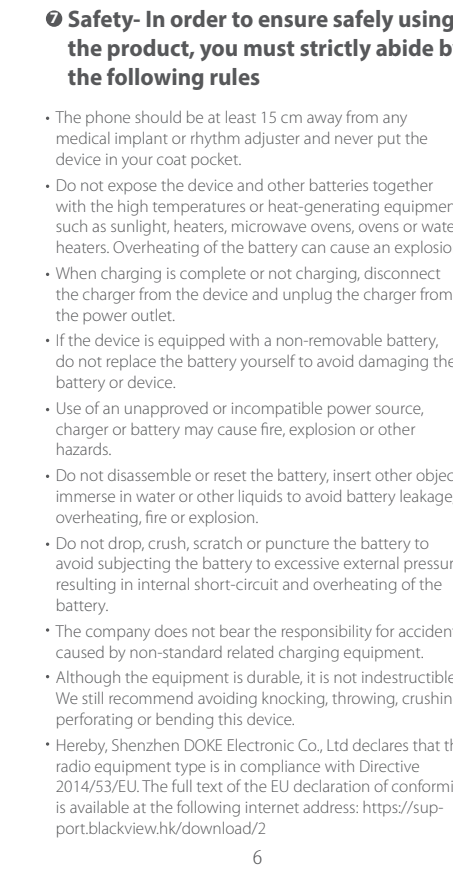 ❼ Safety- In order to ensure safely using
the product, you must strictly abide b
the following rules
• The phone should be at least 15 cm away from any
medical implant or rhythm adjuster and never put the
device in your coat pocket.
• Do not expose the device and other batteries together
with the high temperatures or heat-generating equipmen
such as sunlight, heaters, microwave ovens, ovens or wate
heaters. Overheating of the battery can cause an explosio
• When charging is complete or not charging, disconnect
the charger from the device and unplug the charger from
the power outlet.
• If the device is equipped with a non-removable battery,
do not replace the battery yourself to avoid damaging the
battery or device.
• Use of an unapproved or incompatible power source,
charger or battery may cause fire, explosion or other
hazards.
• Do not disassemble or reset the battery, insert other objec
immerse in water or other liquids to avoid battery leakage
overheating, fire or explosion.
• Do not drop, crush, scratch or puncture the battery to
avoid subjecting the battery to excessive external pressur
resulting in internal short-circuit and overheating of the
battery.
• The company does not bear the responsibility for acciden
caused by non-standard related charging equipment.
• Although the equipment is durable, it is not indestructible
We still recommend avoiding knocking, throwing, crushin
perforating or bending this device.
• Hereby, Shenzhen DOKE Electronic Co., Ltd declares that th
radio equipment type is in compliance with Directive
2014/53/EU. The full text of the EU declaration of conformi
is available at the following internet address: https://sup-
port.blackview.hk/download/2
6